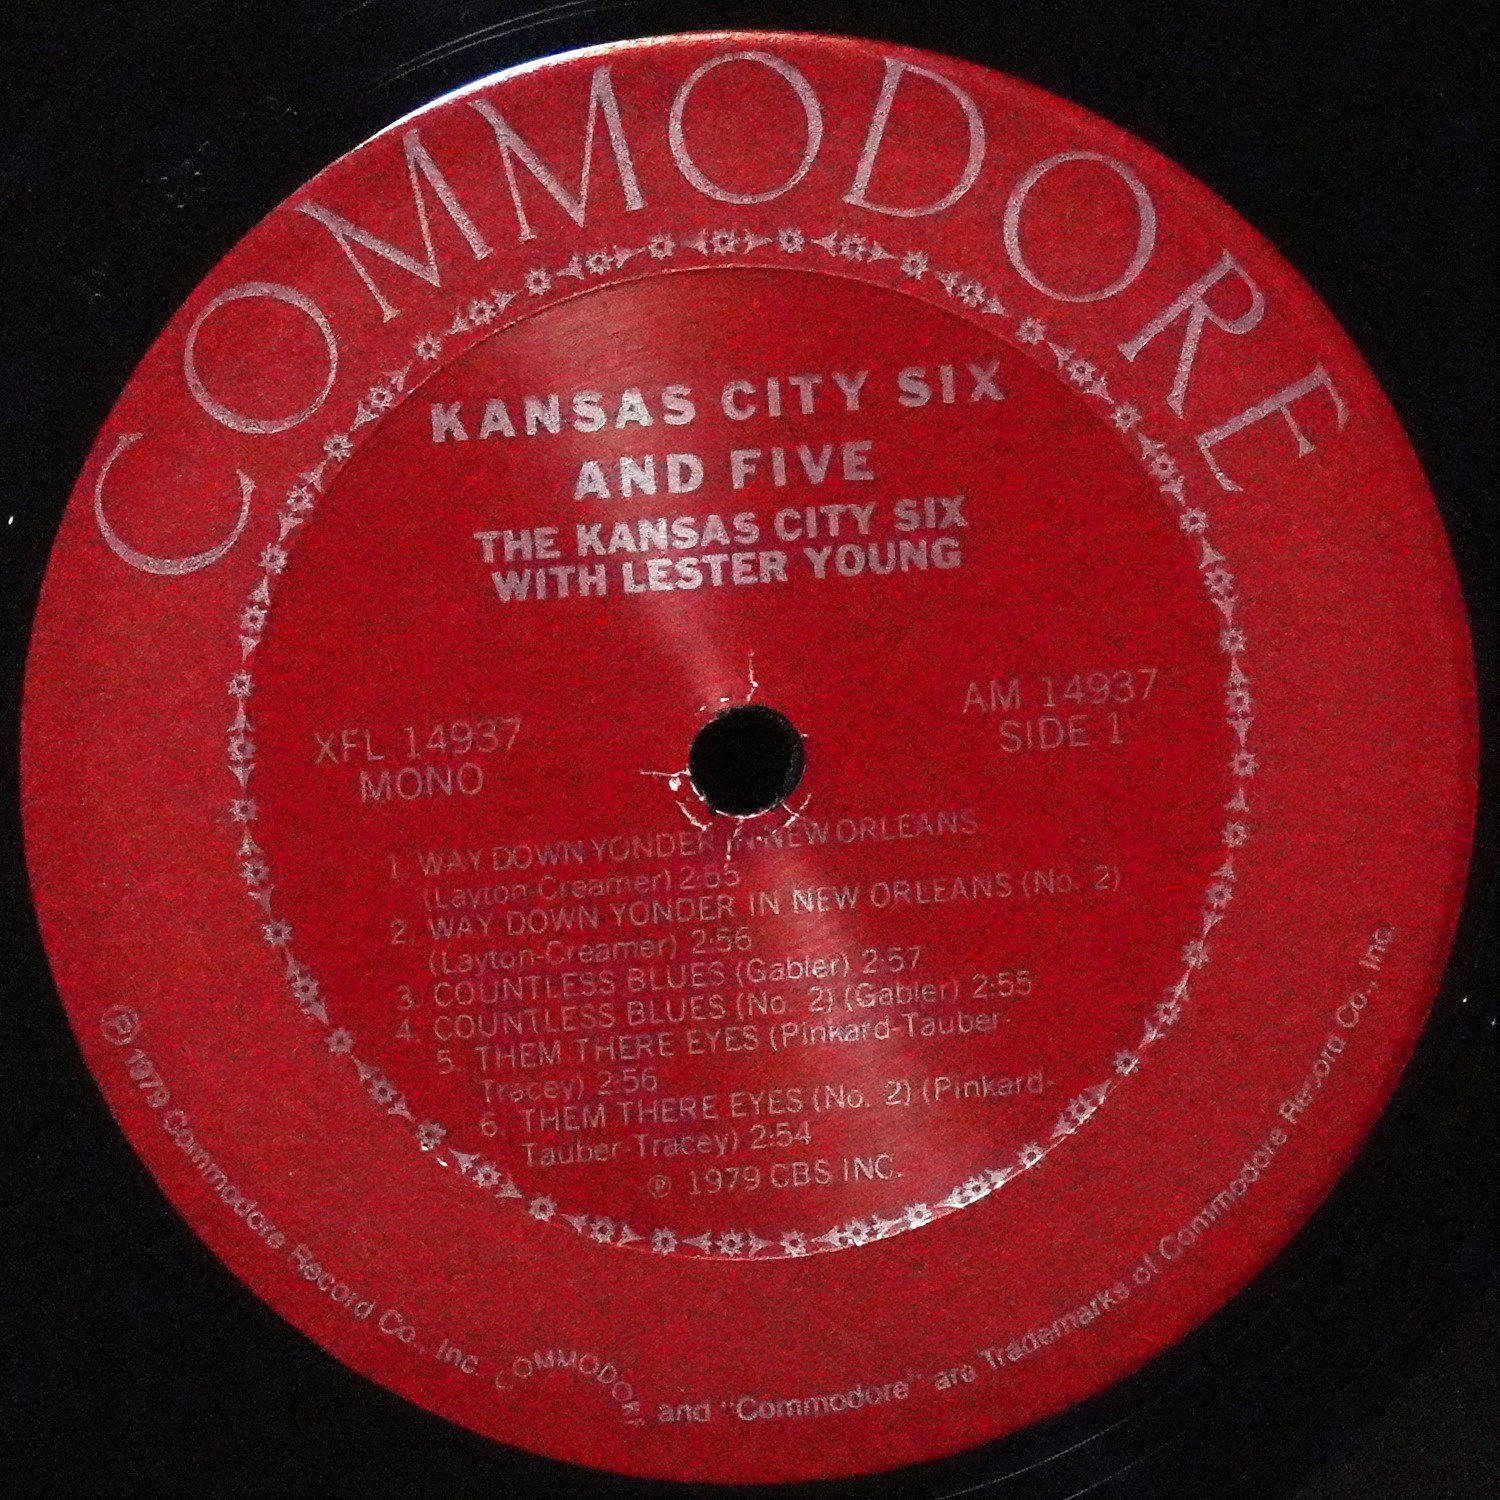 COMMODORE
KANSAS CITY SIX
AND FIVE
THE KANSAS CITY SIX
WITH LESTER YOUNG
XFL 14937
MONO
AM 14937
SIDE 1
1. WAY DOWN YONDER IN NEW ORLEANS
(Layton-Creamer) 2:55
2. WAY DOWN YONDER IN NEW ORLEANS (No. 2)
(Layton-Creamer) 2:56
3. COUNTLESS BLUES (Gabler) 2:57
4. COUNTLESS BLUES (No. 2) (Gabler) 2:55
5. THEM THERE EYES (Pinkard-Tauber-
Tracey) 2:56
6. THEM THERE EYES (No. 2) (Pinkard-
Tauber-Tracey) 2:54
℗ 1979 CBS INC.
℗ 1979 Commodore Record Co., Inc. COMMODORE and "Commodore" are Trademarks of Commodore Record Co., Inc.